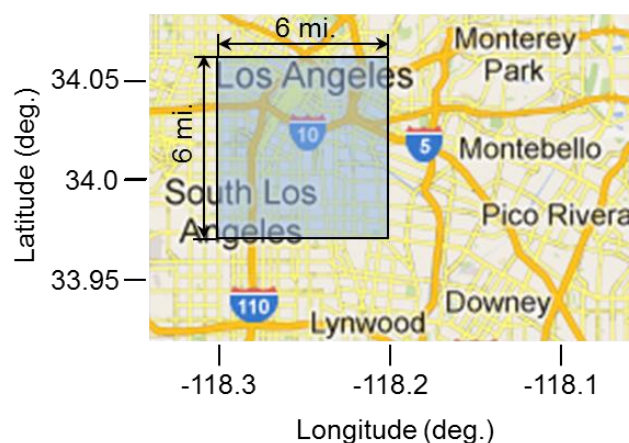 6 mi.
Monterey
Park
34.05
Los Angeles
6 mi.
10
5
Montebello
Latitude (deg.)
34.0
South Los
Angeles
Pico Rivera
33.95
110
Downey
Lynwood
-118.3
-118.2
-118.1
Longitude (deg.)